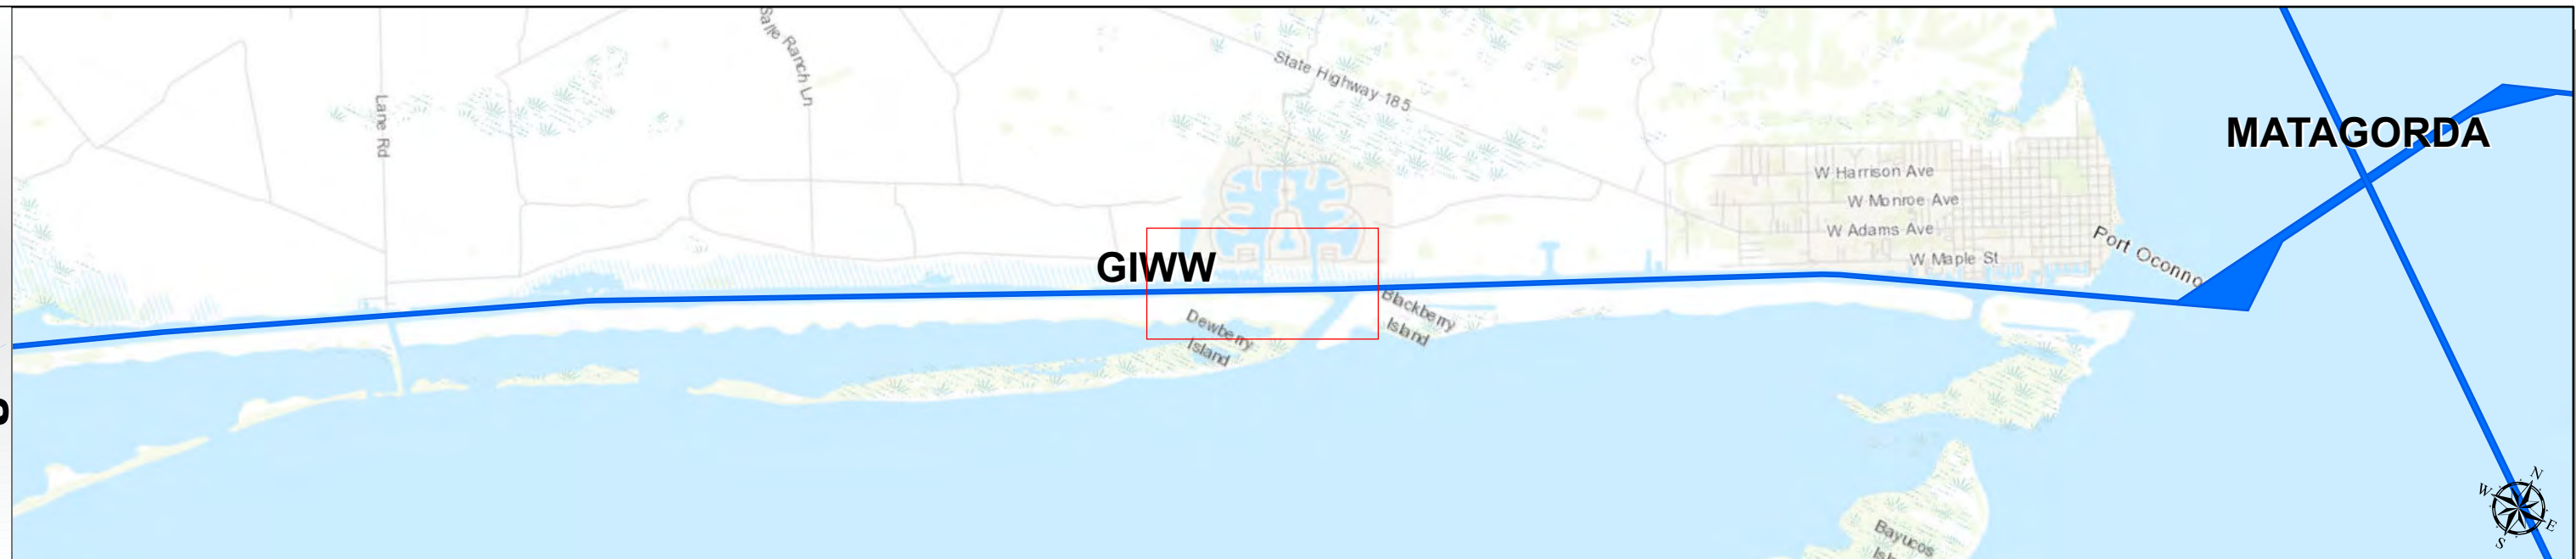 Salle Ranch Ln
State Highway 185
Lane Rd
MATAGORDA
W Harrison Ave
W Monroe Ave
W Adams Ave
W Maple St
Port Oconno
GIWW
Blackberry
Island
Dewberry
Island
N
W
E
S
Bayucos